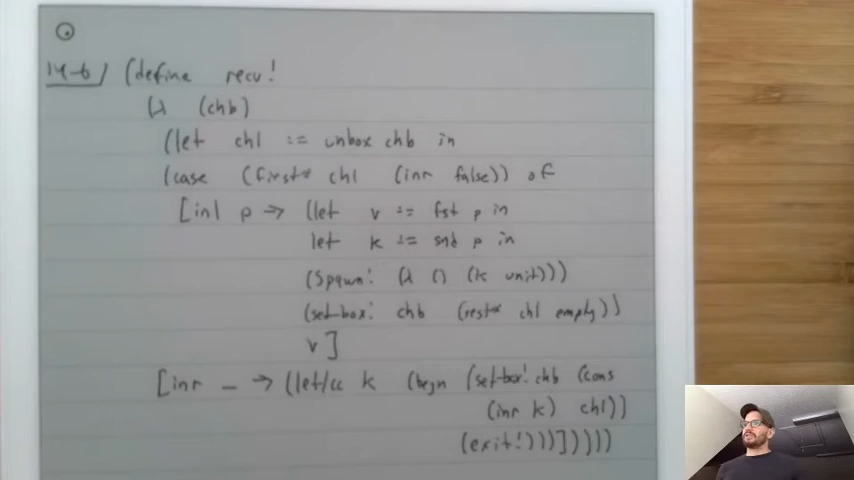 14-6/ (define recv!
(λ (chb)
(let chl := unbox chb in
(case (first* chl (inr false)) of
[inl p → (let v := fst p in
let k := snd p in
(spawn! (λ () (k unit)))
(set-box! chb (rest* chl empty))
v]
[inr _ → (let/cc k (begin (set-box! chb (cons
(inr k) chl))
(exit!)))])))))